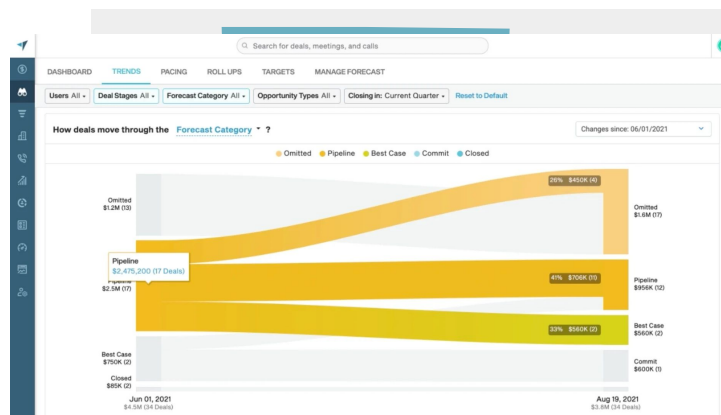 Search for deals, meetings, and calls
DASHBOARD TRENDS PACING ROLL UPS TARGETS MANAGE FORECAST
Users All Deal Stages All Forecast Category All Opportunity Types All Closing in: Current Quarter Reset to Default
How deals move through the Forecast Category ?
Changes since: 06/01/2021
Omitted Pipeline Best Case Commit Closed
26% $450K (4)
Omitted
$1.2M (13)
Omitted
$1.6M (17)
Pipeline
$2,475,200 (17 Deals)
Pipeline
$2.5M (17)
41% $706K (11)
Pipeline
$956K (12)
33% $560K (2)
Best Case
$560K (2)
Best Case
$750K (2)
Commit
$600K (1)
Closed
$85K (2)
Jun 01, 2021
$4.5M (34 Deals)
Aug 19, 2021
$3.8M (34 Deals)